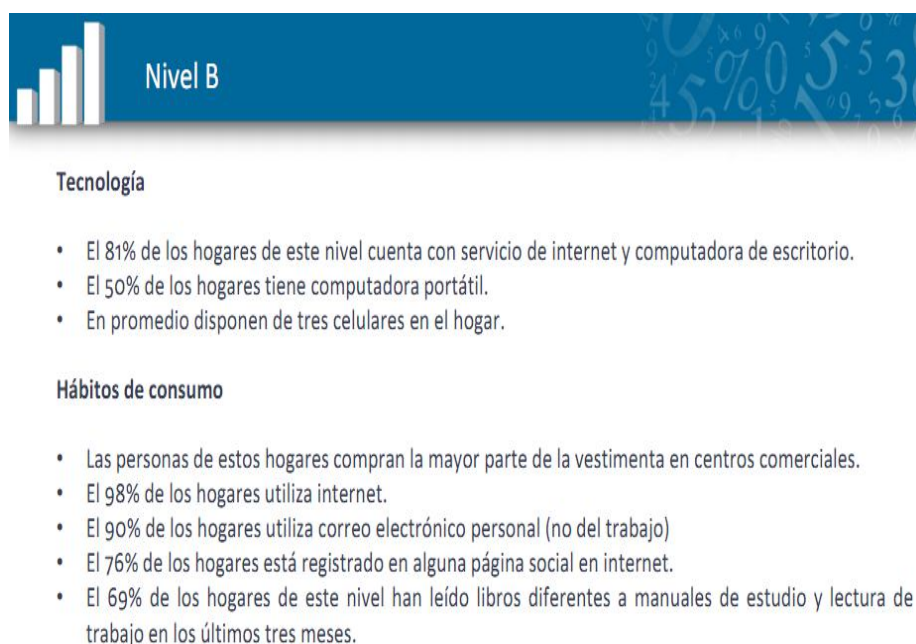 Nivel B
Tecnología
• El 81% de los hogares de este nivel cuenta con servicio de internet y computadora de escritorio.
• El 50% de los hogares tiene computadora portátil.
• En promedio disponen de tres celulares en el hogar.
Hábitos de consumo
• Las personas de estos hogares compran la mayor parte de la vestimenta en centros comerciales.
• El 98% de los hogares utiliza internet.
• El 90% de los hogares utiliza correo electrónico personal (no del trabajo)
• El 76% de los hogares está registrado en alguna página social en internet.
• El 69% de los hogares de este nivel han leído libros diferentes a manuales de estudio y lectura de
trabajo en los últimos tres meses.